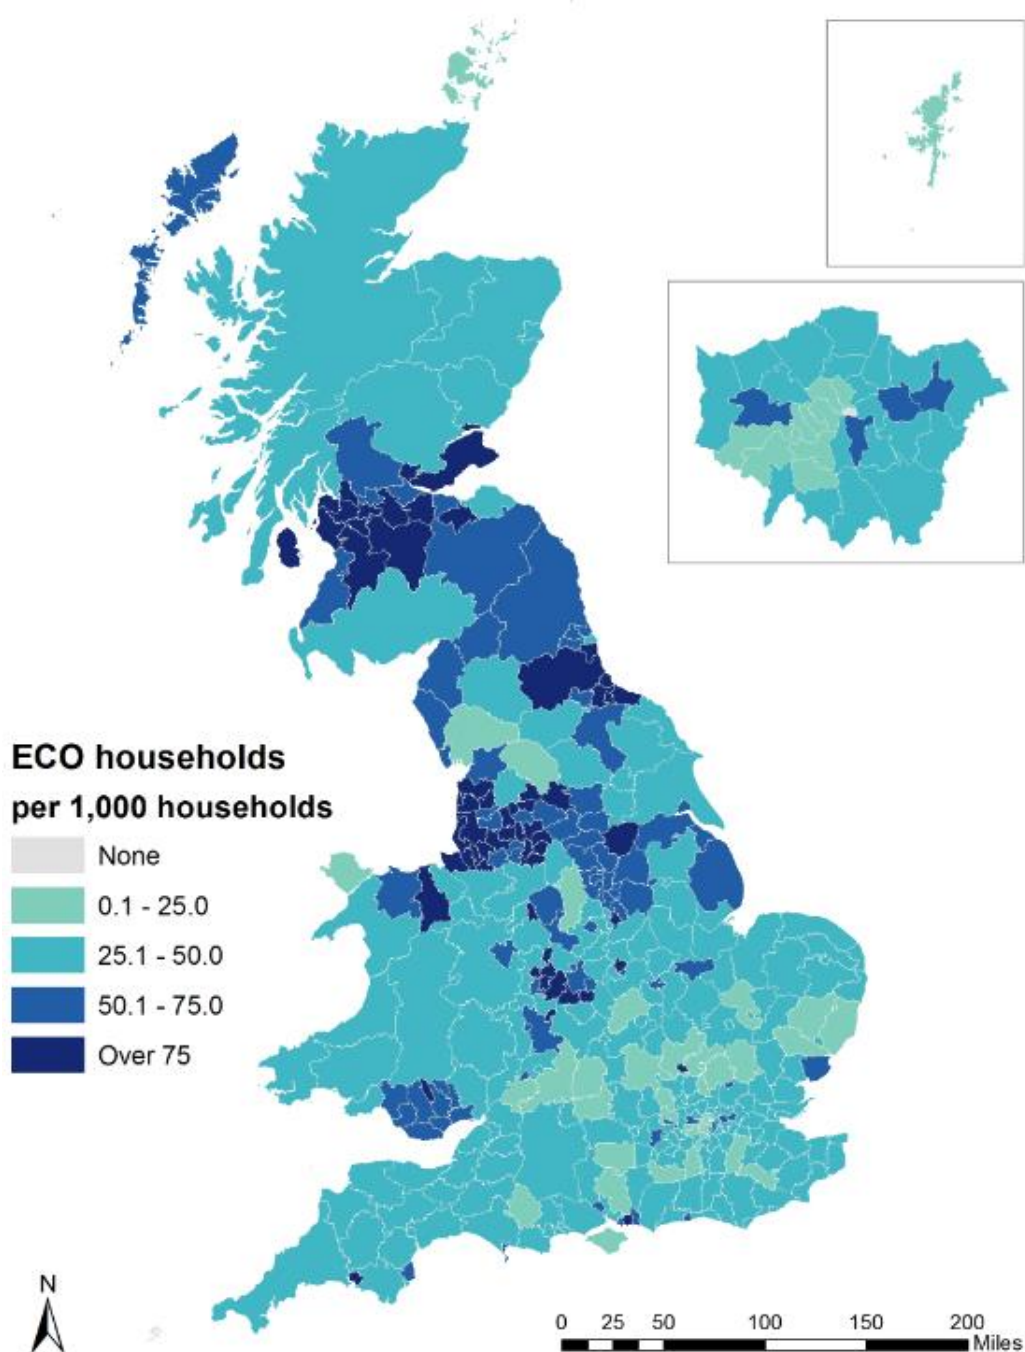 ECO households
per 1,000 households
None
0.1 - 25.0
25.1 - 50.0
50.1 - 75.0
Over 75
N
0 25 50 100 150 200
Miles